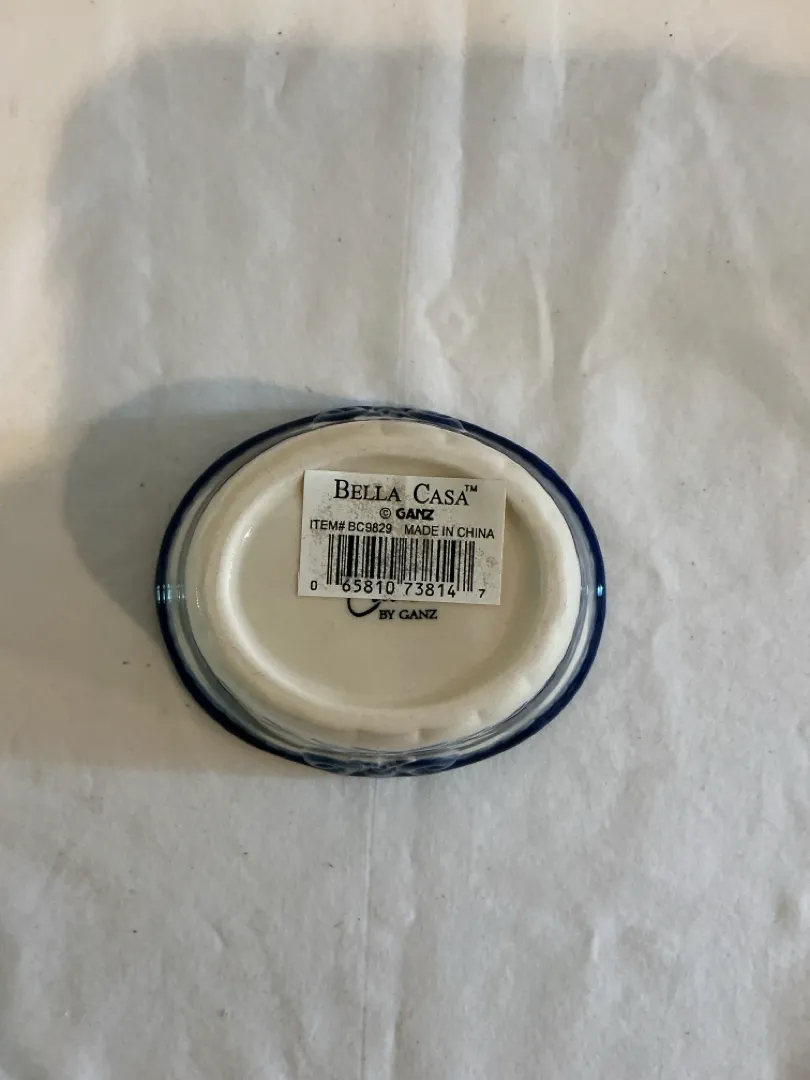 BELLA CASA™
© GANZ
ITEM# BC9829 MADE IN CHINA
0 65810 73814 7
BY GANZ